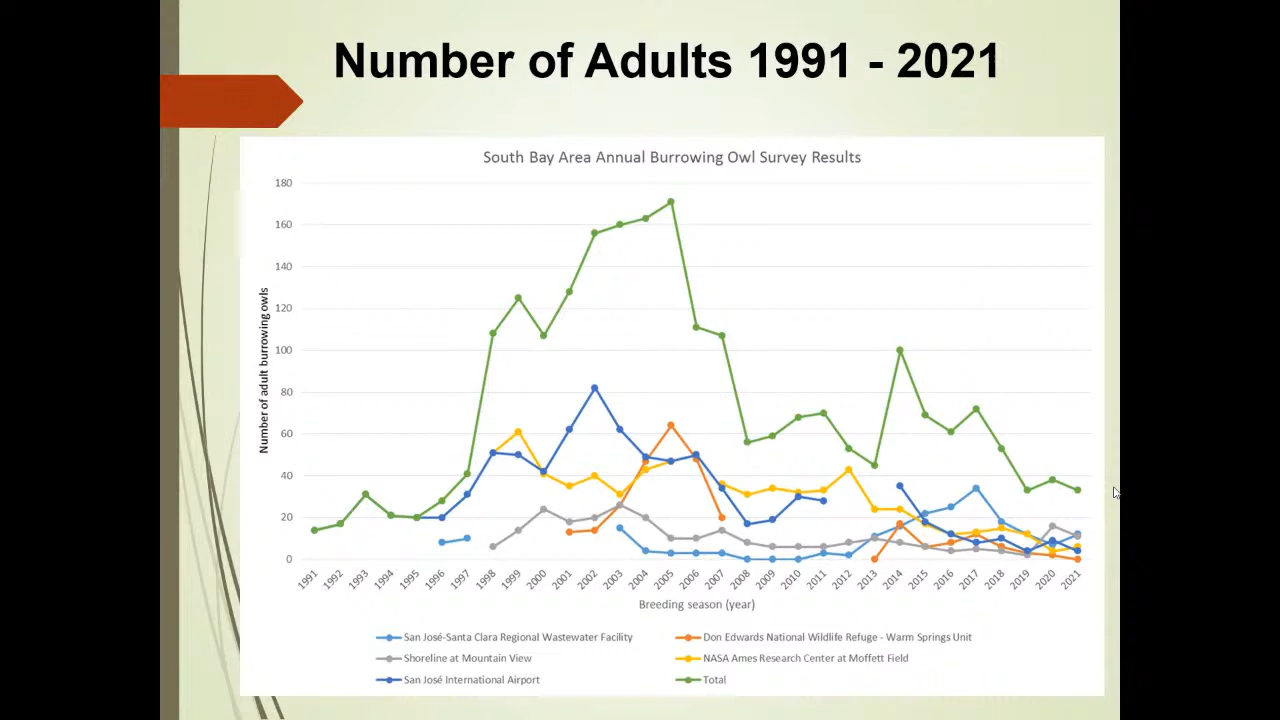 Number of Adults 1991 - 2021
South Bay Area Annual Burrowing Owl Survey Results
180
160
140
120
100
80
60
40
20
0
Number of adult burrowing owls
1991 1992 1993 1994 1995 1996 1997 1998 1999 2000 2001 2002 2003 2004 2005 2006 2007 2008 2009 2010 2011 2012 2013 2014 2015 2016 2017 2018 2019 2020 2021
Breeding season (year)
San José-Santa Clara Regional Wastewater Facility
Don Edwards National Wildlife Refuge - Warm Springs Unit
Shoreline at Mountain View
NASA Ames Research Center at Moffett Field
San José International Airport
Total